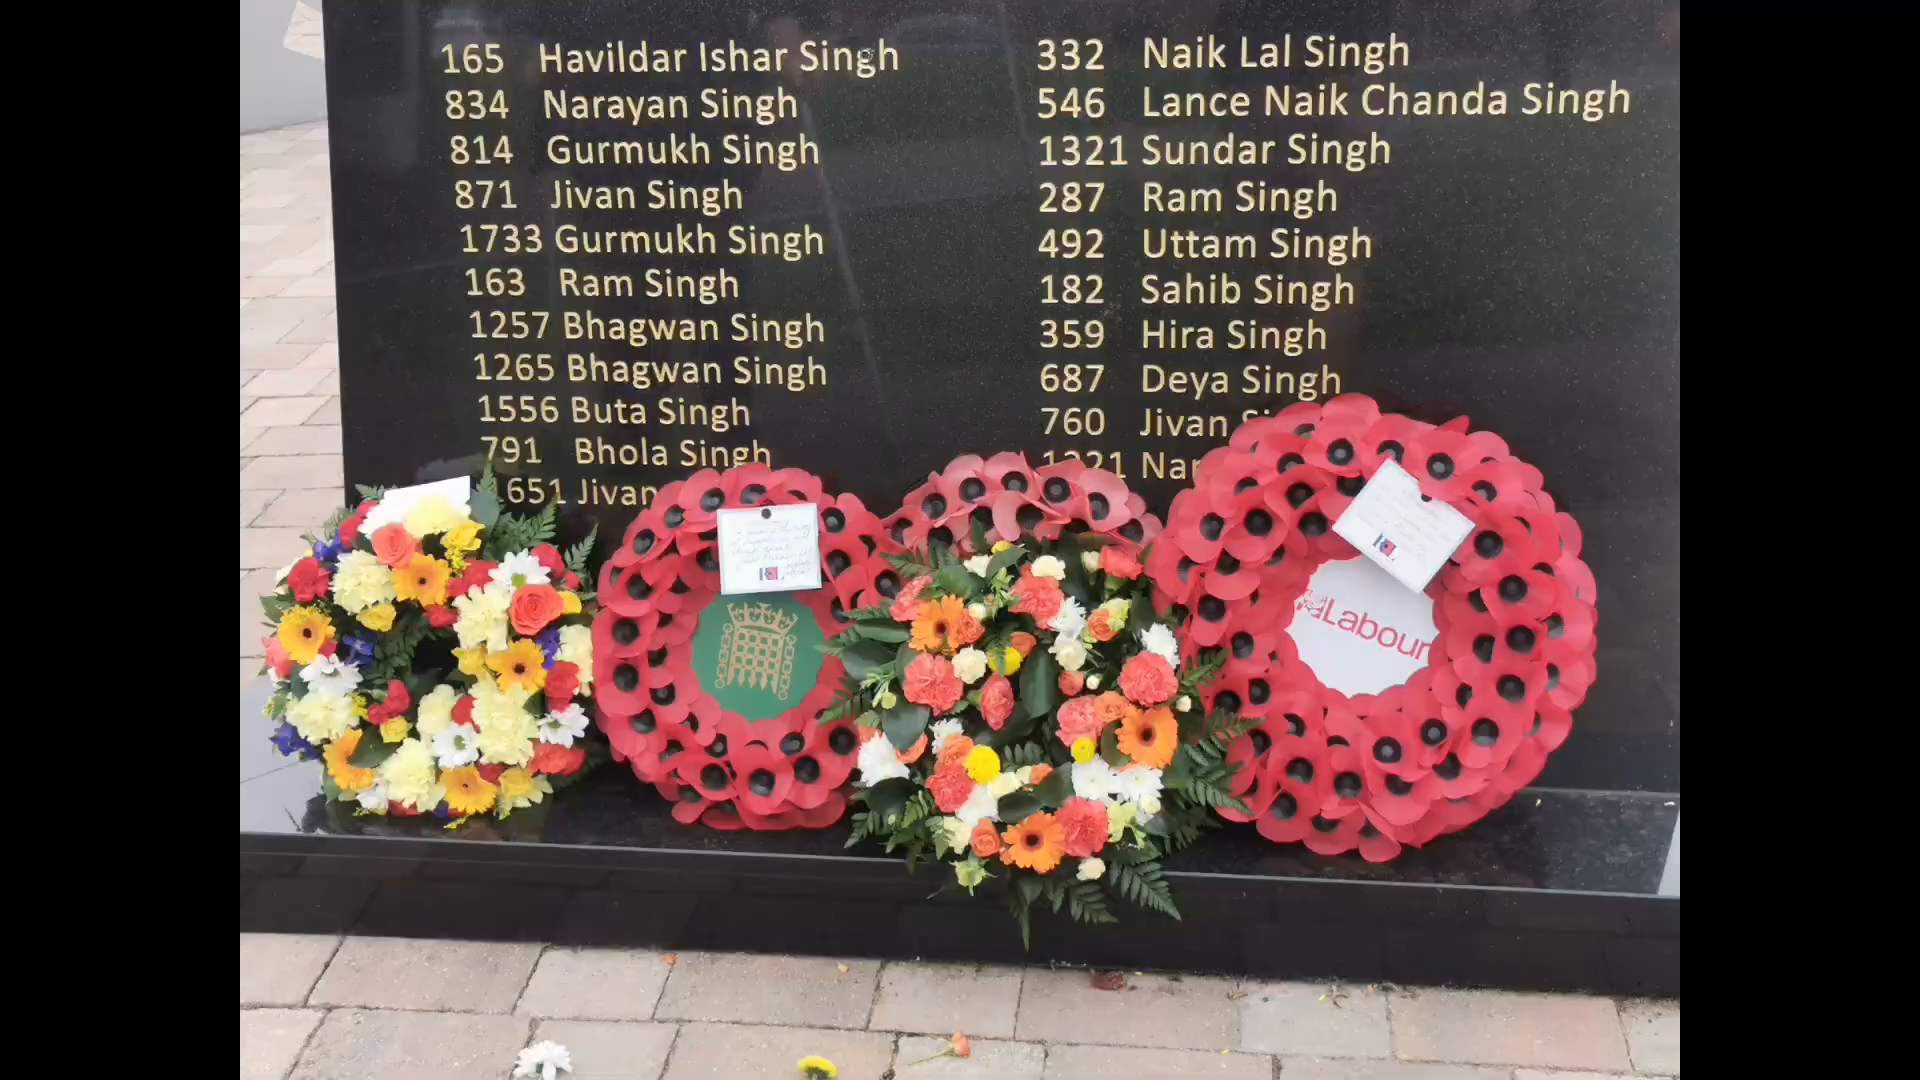 165 Havildar Ishar Singh
834 Narayan Singh
814 Gurmukh Singh
871 Jivan Singh
1733 Gurmukh Singh
163 Ram Singh
1257 Bhagwan Singh
1265 Bhagwan Singh
1556 Buta Singh
791 Bhola Singh
651 Jivan
332 Naik Lal Singh
546 Lance Naik Chanda Singh
1321 Sundar Singh
287 Ram Singh
492 Uttam Singh
182 Sahib Singh
359 Hira Singh
687 Deya Singh
760 Jivan
Labour